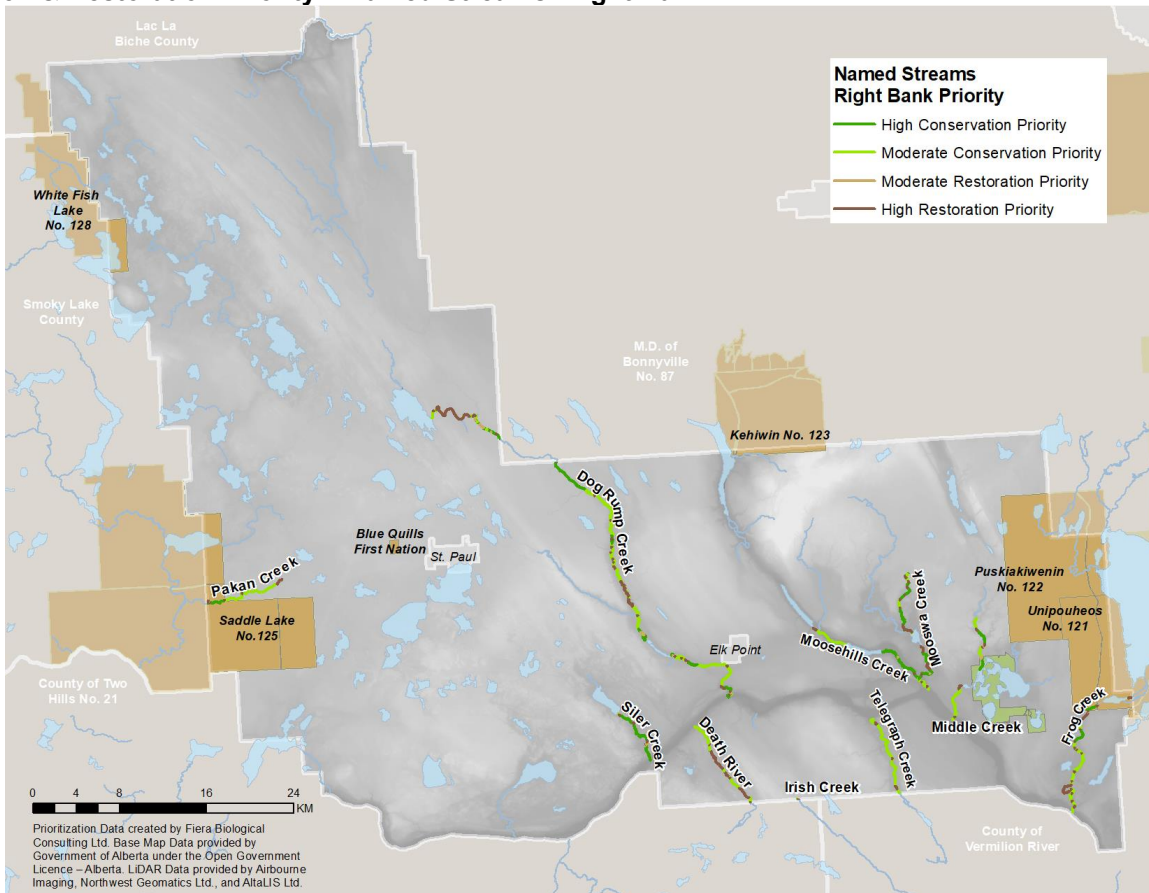 Lac La
Biche County
Named Streams
Right Bank Priority
High Conservation Priority
Moderate Conservation Priority
Moderate Restoration Priority
High Restoration Priority
White Fish
Lake
No. 128
Smoky Lake
County
M.D. of
Bonnyville
No. 87
Kehiwin No. 123
Dog Rump Creek
Blue Quills
First Nation
St. Paul
Pakan Creek
Saddle Lake
No.125
Puskiakiwenin
No. 122
Unipouheos
No. 121
Mooswa Creek
Elk Point
Moosehills Creek
County of Two
Hills No. 21
Siler Creek
Death River
Telegraph Creek
Middle Creek
Frog Creek
Irish Creek
0 4 8 16 24
KM
County of
Vermilion River
Prioritization Data created by Fiera Biological
Consulting Ltd. Base Map Data provided by
Government of Alberta under the Open Government
Licence – Alberta. LiDAR Data provided by Airbourne
Imaging, Northwest Geomatics Ltd., and AltaLIS Ltd.